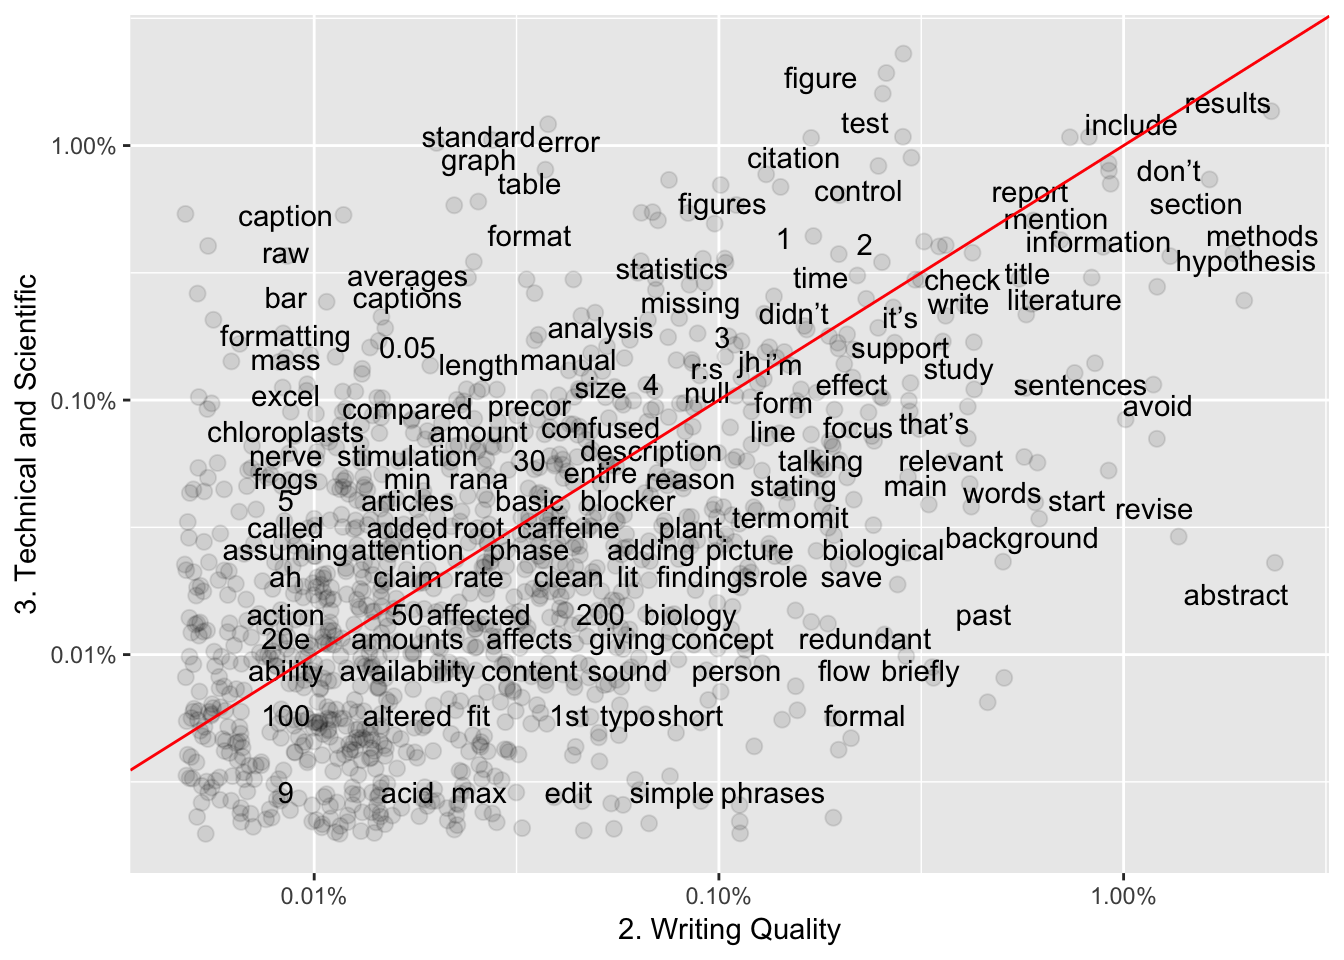 figure
results
test
include
standard error
citation
graph
don’t
table
control
report
figures
section
caption
mention
format
1
2
information
methods
raw
hypothesis
statistics
averages
time
check
title
bar
captions
missing
write
literature
didn’t
it’s
analysis
formatting
3
0.05
support
mass
length
manual
r:s
jh
i’m
study
size
4
null
effect
sentences
excel
form
compared
precor
avoid
chloroplasts
amount
confused
line
focus
that’s
nerve
stimulation
30
description
talking
relevant
frogs
min
rana
entire
reason
stating
main
words
5
articles
basic
blocker
start
revise
called
added
root
caffeine
plant
term
omit
background
assuming
attention
phase
adding
picture
biological
ah
claim
rate
clean
lit
findings
role
save
abstract
action
50
affected
200
biology
past
20e
amounts
affects
giving
concept
redundant
ability
availability
content
sound
person
flow
briefly
100
altered
fit
1st
typo
short
formal
9
acid
max
edit
simple
phrases
1.00%
0.10%
0.01%
3. Technical and Scientific
0.01%
0.10%
1.00%
2. Writing Quality